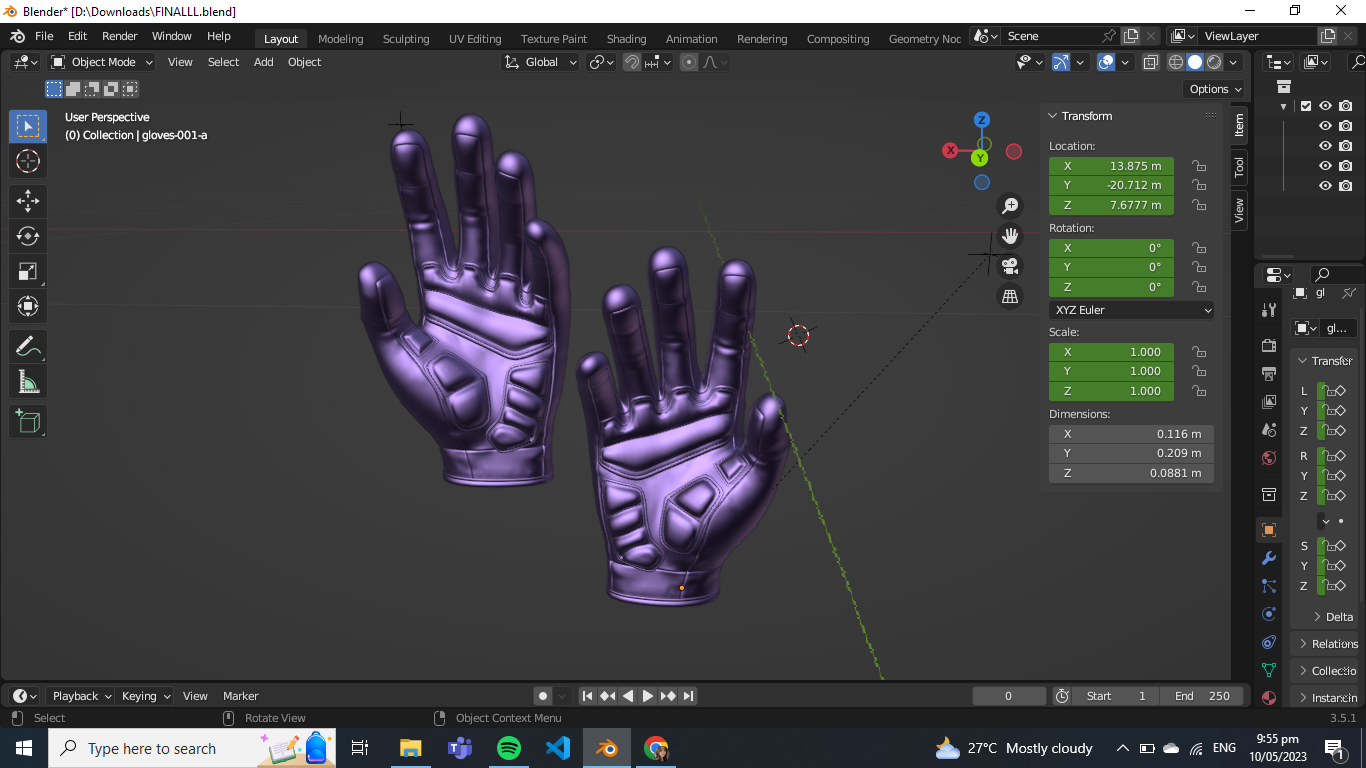 Blender* [D:\Downloads\FINALLL.blend]
File Edit Render Window Help Layout Modeling Sculpting UV Editing Texture Paint Shading Animation Rendering Compositing Geometry Noc Scene ViewLayer
Object Mode View Select Add Object Global
Options
User Perspective
(0) Collection | gloves-001-a
Z
X
Y
Transform
Location:
X 13.875 m
Y -20.712 m
Z 7.6777 m
Rotation:
X 0°
Y 0°
Z 0°
XYZ Euler
Scale:
X 1.000
Y 1.000
Z 1.000
Dimensions:
X 0.116 m
Y 0.209 m
Z 0.0881 m
Item
Tool
View
gl
gl...
Transfor
L
Y
Z
R
Y
Z
S
Y
Z
Delta
Relations
Collectio
Instancin
Playback Keying View Marker 0 Start 1 End 250
Select Rotate View Object Context Menu 3.5.1
Type here to search 27°C Mostly cloudy ENG 9:55 pm
10/05/2023 1